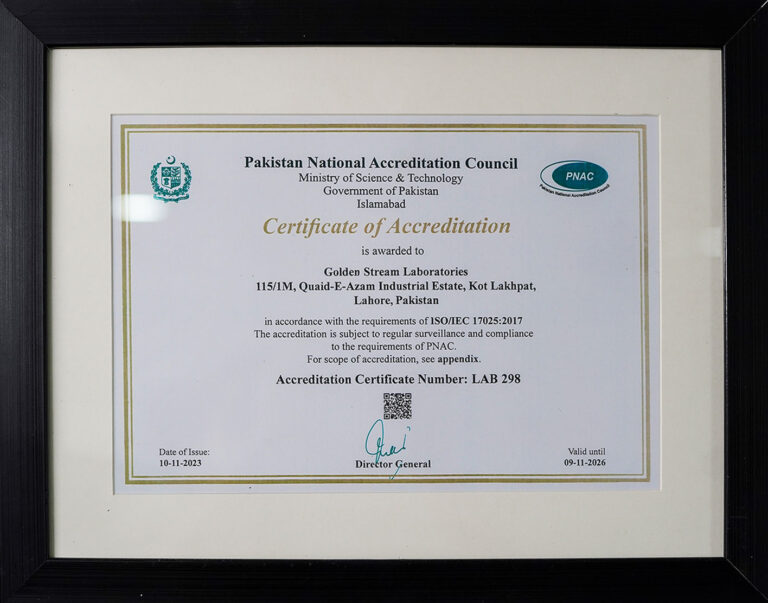 Pakistan National Accreditation Council
Ministry of Science & Technology
Government of Pakistan
Islamabad
PNAC
Pakistan National Accreditation Council
Certificate of Accreditation
is awarded to
Golden Stream Laboratories
115/1M, Quaid-E-Azam Industrial Estate, Kot Lakhpat,
Lahore, Pakistan
in accordance with the requirements of ISO/IEC 17025:2017
The accreditation is subject to regular surveillance and compliance
to the requirements of PNAC.
For scope of accreditation, see appendix.
Accreditation Certificate Number: LAB 298
Date of Issue:
10-11-2023
Director General
Valid until
09-11-2026